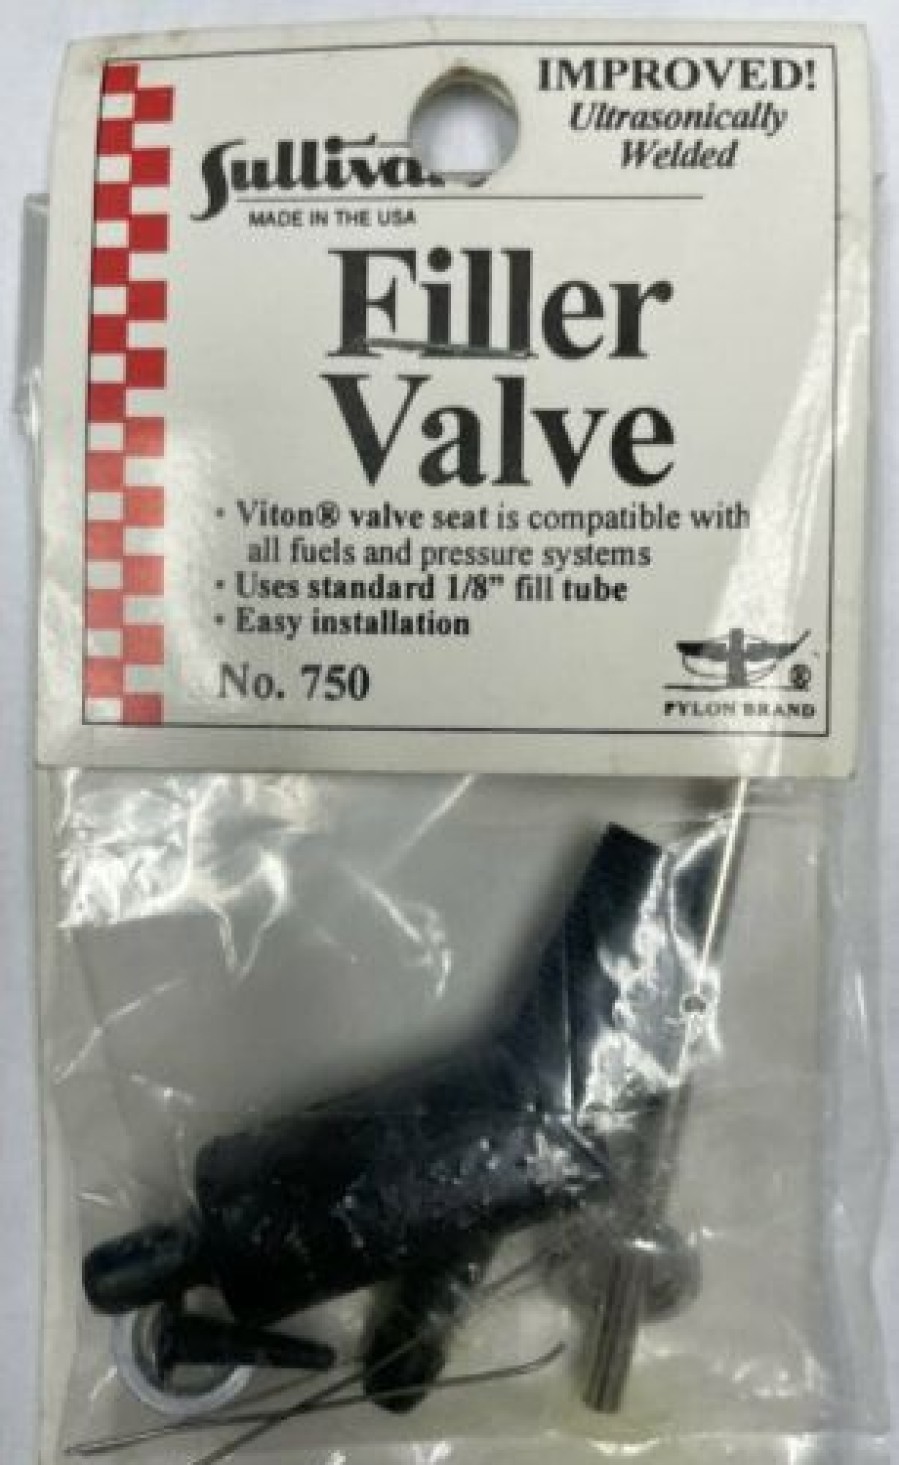 IMPROVED!
Ultrasonically
Welded
Sullivan
MADE IN THE USA
Filler
Valve
• Viton® valve seat is compatible with
all fuels and pressure systems
• Uses standard 1/8” fill tube
• Easy installation
No. 750
®
PYLON BRAND